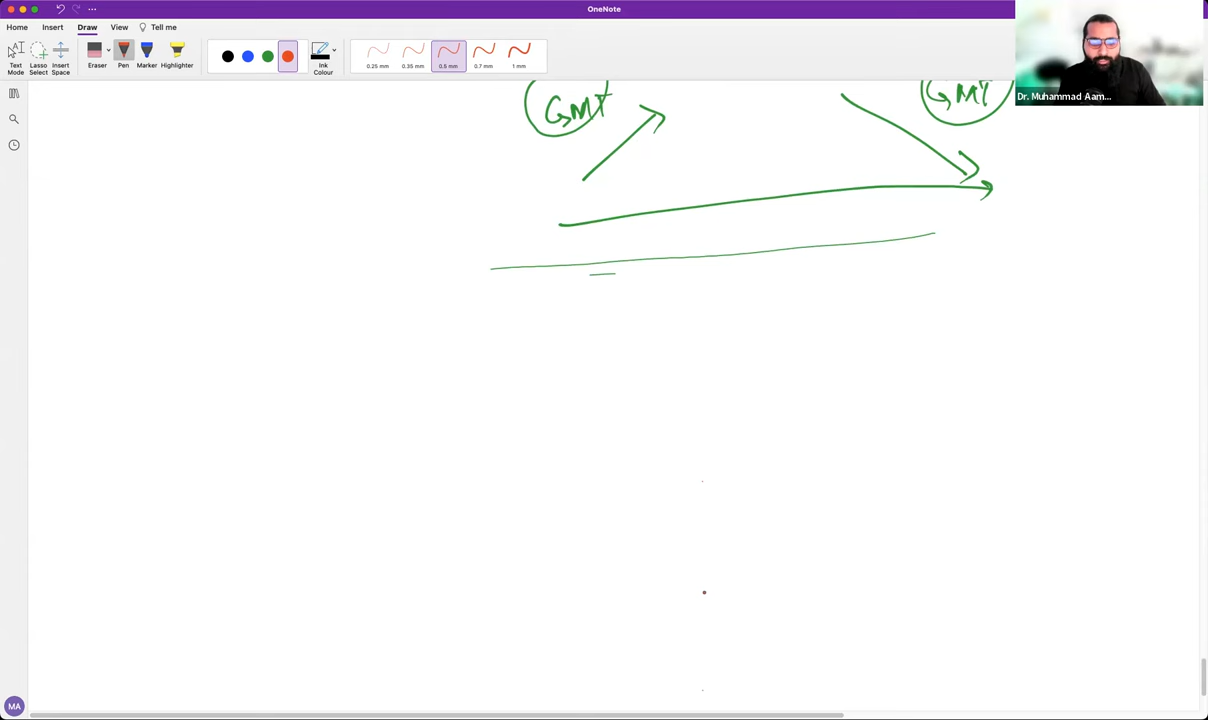 OneNote
Home Insert Draw View Tell me
Text Mode Lasso Select Insert Space Eraser Pen Marker Highlighter Ink Colour 0.25 mm 0.35 mm 0.5 mm 0.7 mm 1 mm
Dr. Muhammad Aam...
GMT GMT
MA